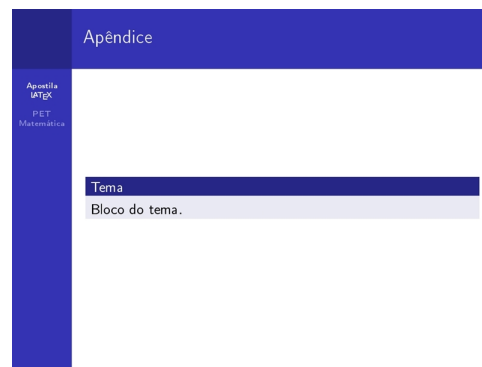 Apêndice
Apostila
LATEX
PET
Matemática
Tema
Bloco do tema.